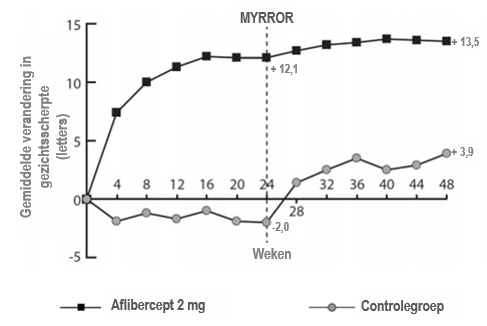 MYRROR
Gemiddelde verandering in
gezichtsscherpte
(letters)
15
10
5
0
-5
+ 12,1
+ 13,5
+ 3,9
-2,0
4 8 12 16 20 24 28 32 36 40 44 48
Weken
Aflibercept 2 mg
Controlegroep